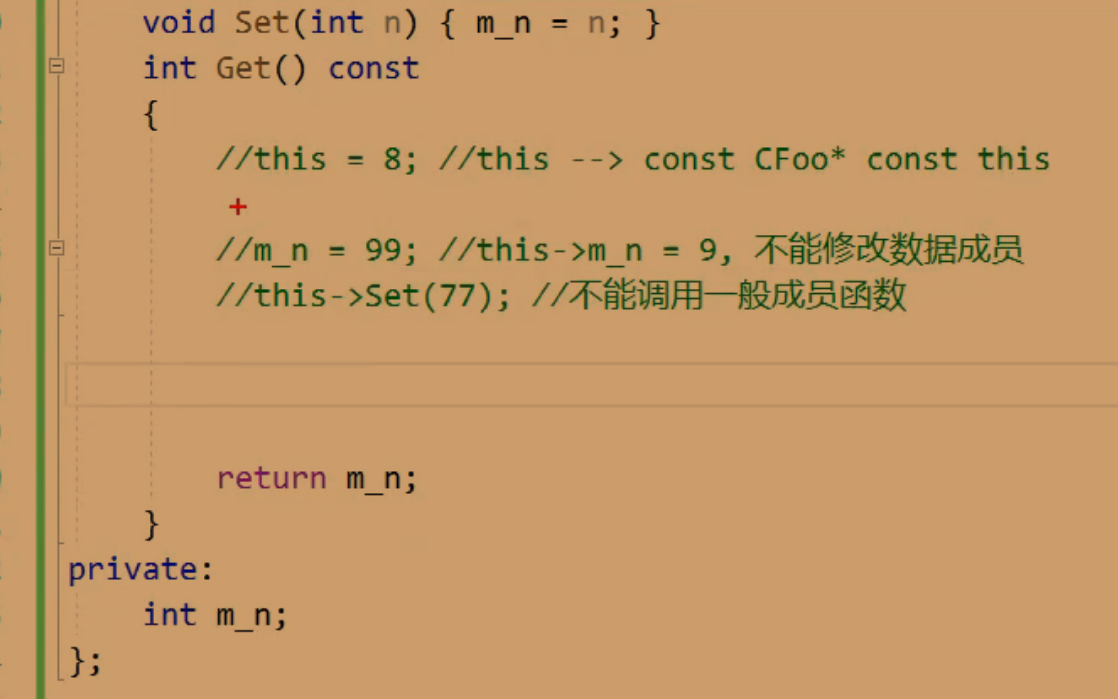 void Set(int n) { m_n = n; }
int Get() const
{
//this = 8; //this --> const CFoo* const this
+
//m_n = 99; //this->m_n = 9, 不能修改数据成员
//this->Set(77); //不能调用一般成员函数
return m_n;
}
private:
int m_n;
};